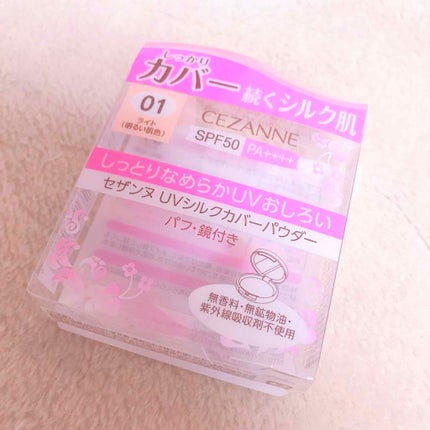 しっかり
カバー 続くシルク肌
01
ライト
(明るい肌色)
CEZANNE
SPF50 PA++++
しっとりなめらかUVおしろい
セザンヌ UVシルクカバーパウダー
パフ・鏡付き
無香料・無鉱物油・
紫外線吸収剤不使用